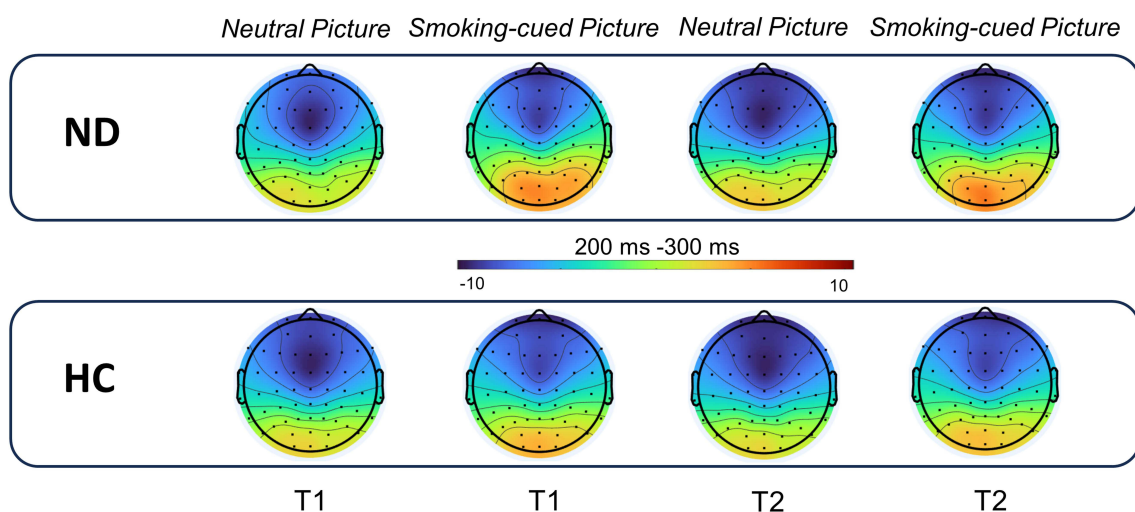 Neutral Picture Smoking-cued Picture Neutral Picture Smoking-cued Picture
ND
200 ms -300 ms
-10 10
HC
T1 T1 T2 T2